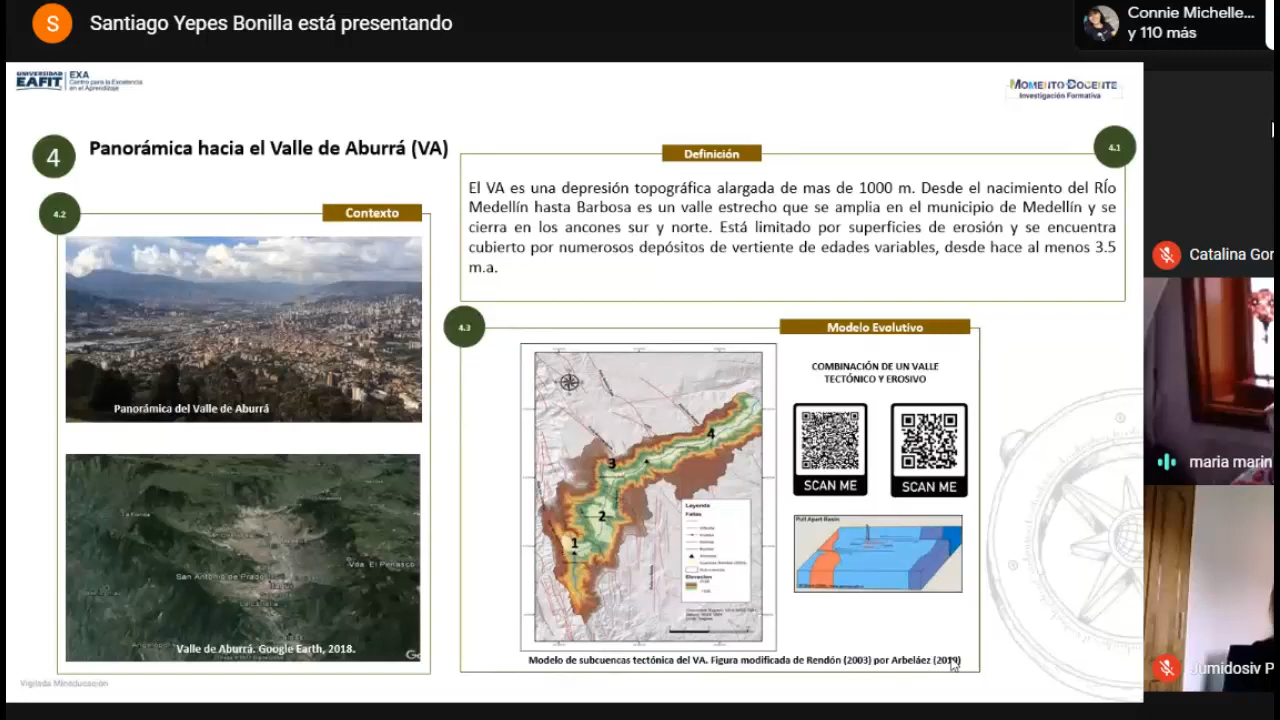 S
Santiago Yepes Bonilla está presentando
Connie Michelle...
y 110 más
UNIVERSIDAD
EAFIT
EXA
Centro para la Excelencia
en el Aprendizaje
MOMENTO DOCENTE
Investigación Formativa
4
Panorámica hacia el Valle de Aburrá (VA)
Definición
4.1
El VA es una depresión topográfica alargada de mas de 1000 m. Desde el nacimiento del RÍo
Medellín hasta Barbosa es un valle estrecho que se amplia en el municipio de Medellín y se
cierra en los ancones sur y norte. Está limitado por superficies de erosión y se encuentra
cubierto por numerosos depósitos de vertiente de edades variables, desde hace al menos 3.5
m.a.
4.2
Contexto
Panorámica del Valle de Aburrá
San Antonio de Prado
Vda. El Peñasco
Valle de Aburrá. Google Earth, 2018.
4.3
Modelo Evolutivo
1
2
3
4
Leyenda
Fallas
Elevacion
COMBINACIÓN DE UN VALLE
TECTÓNICO Y EROSIVO
SCAN ME
SCAN ME
Pull Apart Basin
Modelo de subcuencas tectónica del VA. Figura modificada de Rendón (2003) por Arbeláez (2019)
Vigilada Mineducación
Catalina Gor
maria marin
Jumidosiv P